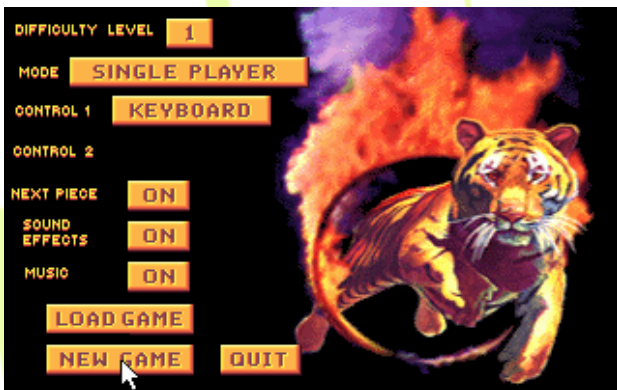 DIFFICULTY LEVEL 1
MODE SINGLE PLAYER
CONTROL 1 KEYBOARD
CONTROL 2
NEXT PIECE ON
SOUND
EFFECTS ON
MUSIC ON
LOAD GAME
NEW GAME QUIT